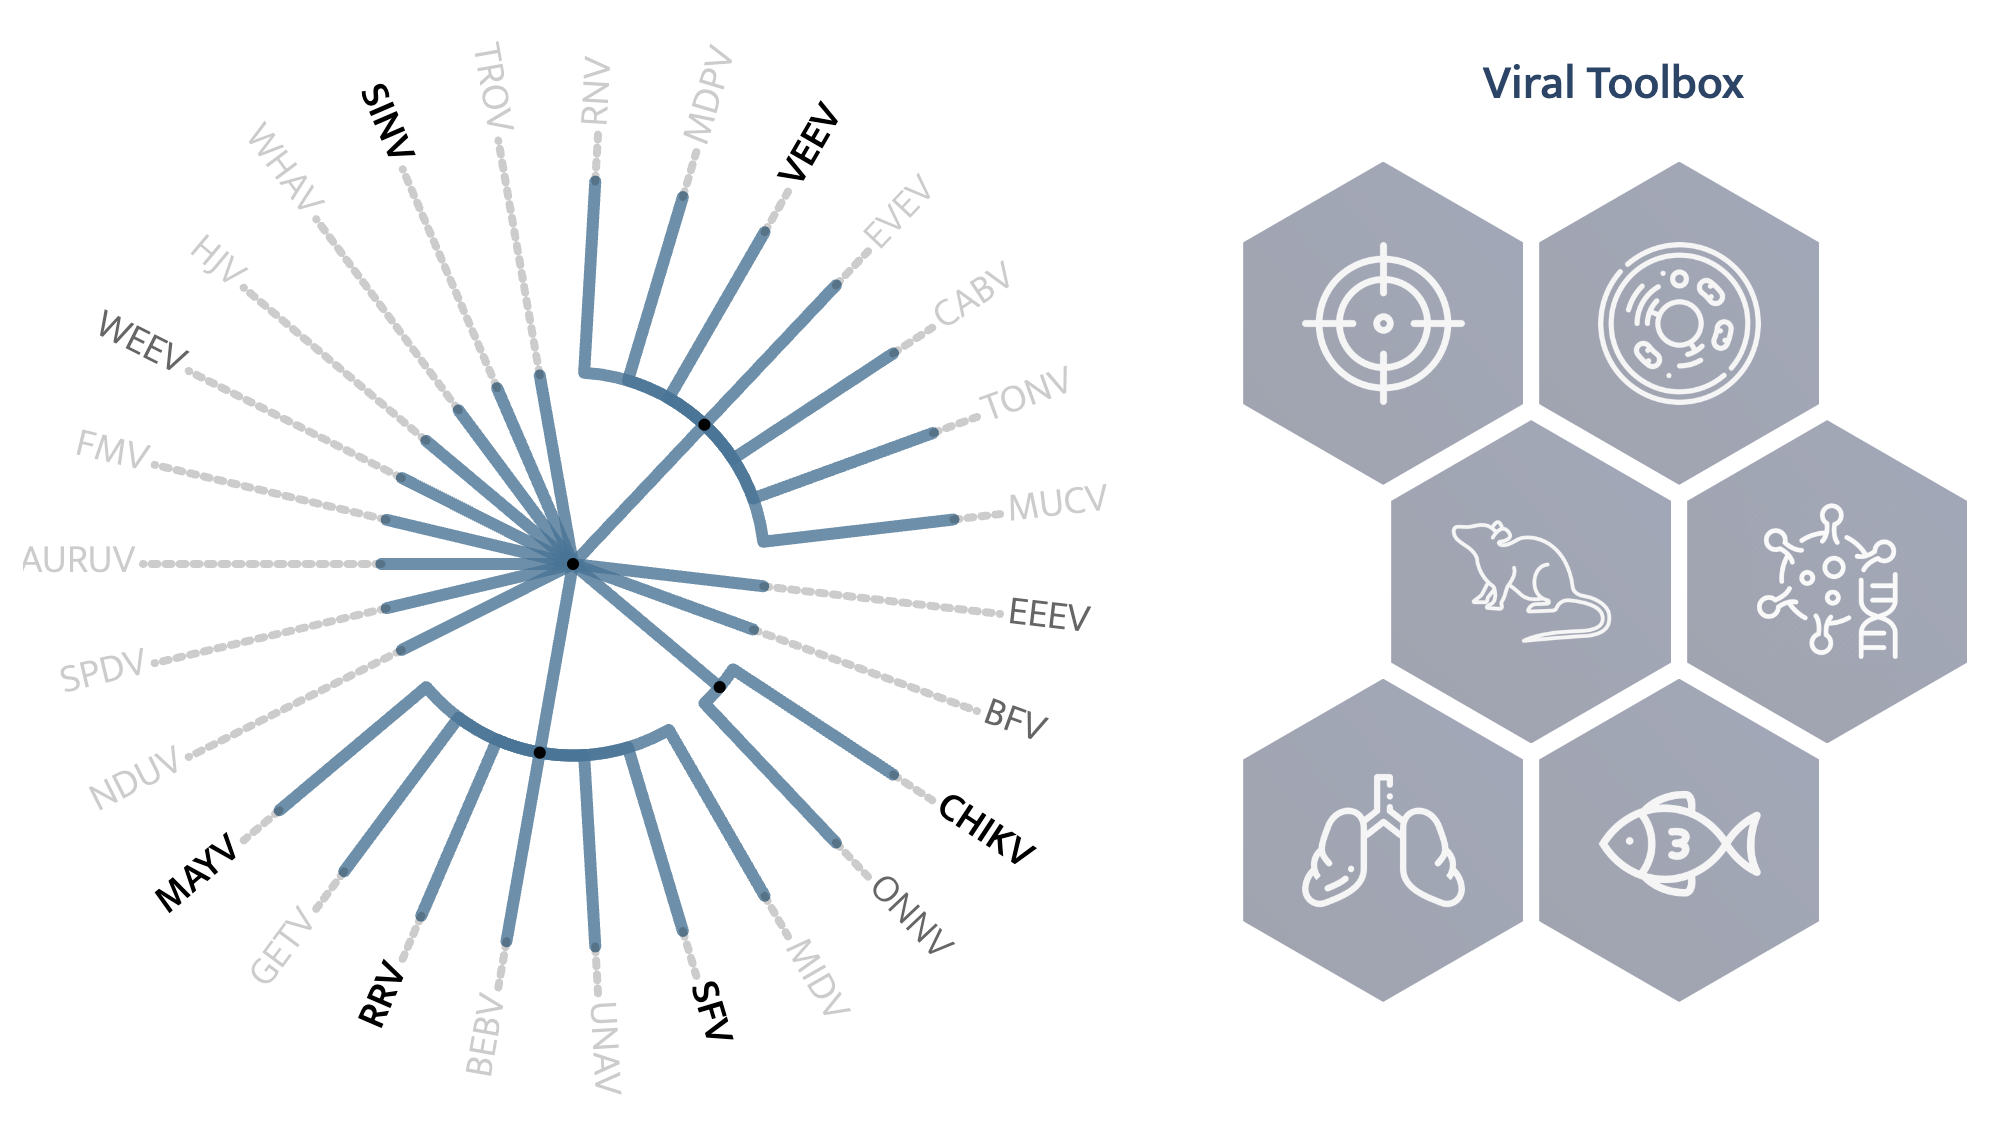 Viral Toolbox
TROV
RNV
MDPV
VEEV
EVEV
CABV
TONV
MUCV
EEEV
BFV
CHIKV
ONNV
MIDV
SFV
UNAV
BEBV
RRV
GETV
MAYV
NDUV
SPDV
AURUV
FMV
WEEV
HJV
WHAV
SINV
3